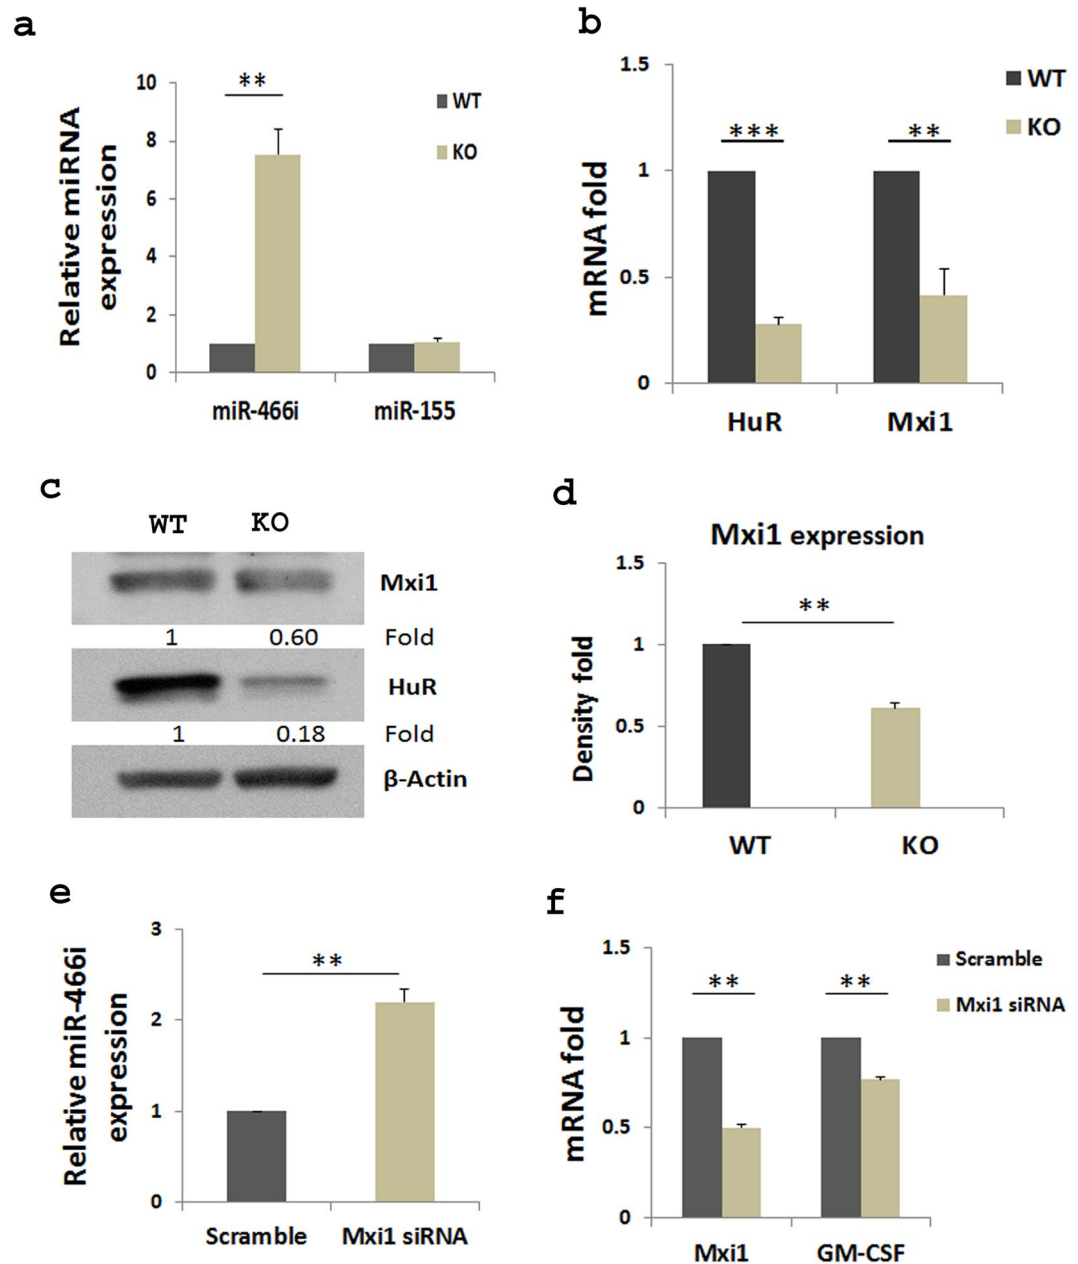 a
**
10
8
6
4
2
0
Relative miRNA
expression
WT
KO
miR-466i
miR-155
b
1.5
1
0.5
0
mRNA fold
***
**
WT
KO
HuR
Mxi1
c
WT KO
Mxi1
1 0.60 Fold
HuR
1 0.18 Fold
β-Actin
d
Mxi1 expression
1.5
1
0.5
0
Density fold
**
WT
KO
e
3
2
1
0
Relative miR-466i
expression
**
Scramble
Mxi1 siRNA
f
1.5
1
0.5
0
mRNA fold
**
**
Scramble
Mxi1 siRNA
Mxi1
GM-CSF